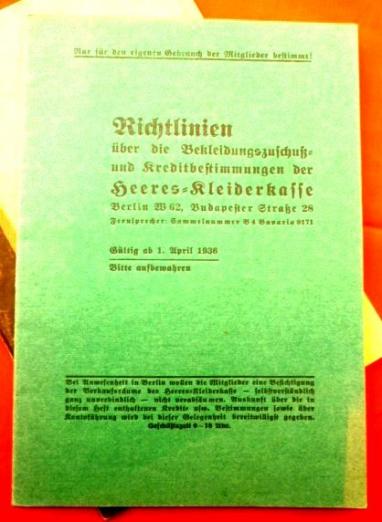 Nur für den eigenen Gebrauch der Mitglieder bestimmt!
Richtlinien
über die Bekleidungszuschuß-
und Kreditbestimmungen der
Heeres-Kleiderkasse
Berlin W 62, Budapester Straße 28
Fernsprecher: Sammelnummer B 4 Bavaria 9171
Gültig ab 1. April 1936
Bitte aufbewahren
Bei Anwesenheit in Berlin wollen die Mitglieder eine Besichtigung
der Verkaufsräume des Heeres-Kleiderkasse — selbstverständlich
ganz unverbindlich — nicht verabsäumen. Auskunft über die in
diesem Heft enthaltenen Kredit- usw. Bestimmungen sowie über
Kontoführung wird bei dieser Gelegenheit bereitwilligst gegeben.
Geschäftszeit 9–18 Uhr.